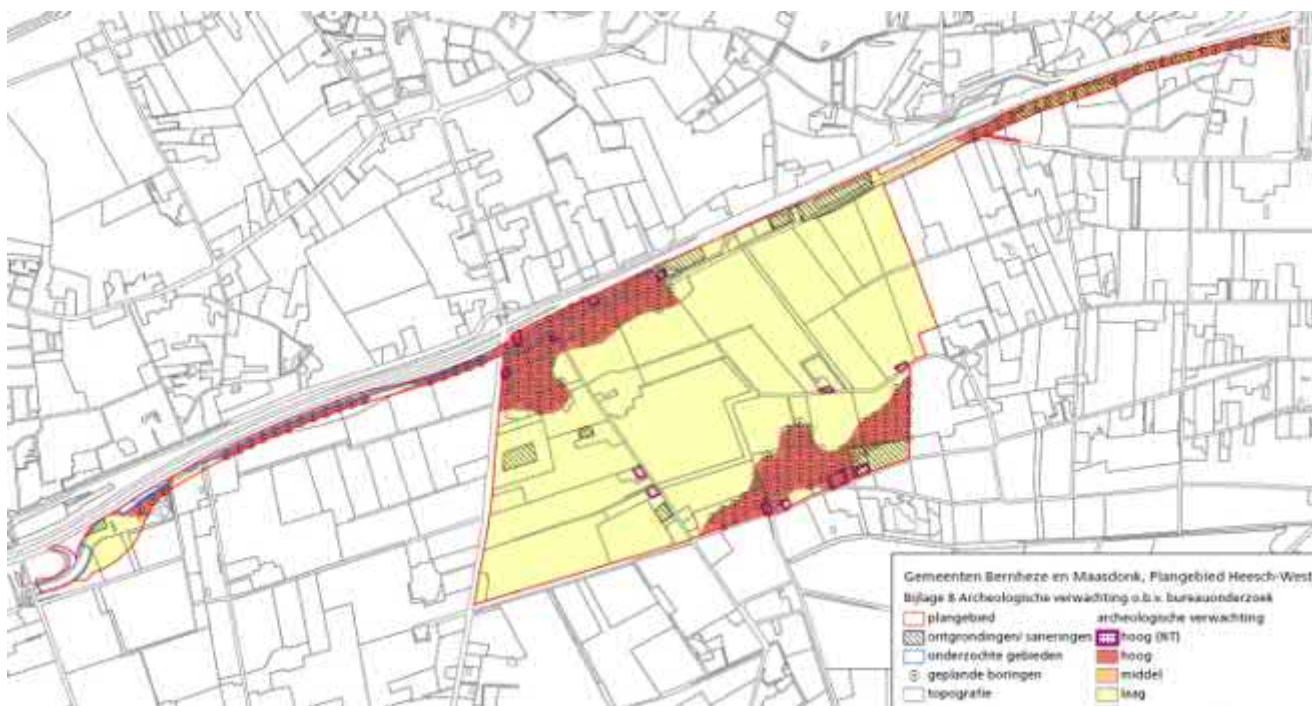 Gemeenten Bernheze en Maasdonk, Plangebied Heesch-West
Bijlage 8 Archeologische verwachting o.b.v. bureauonderzoek
plangebied
ontgrondingen/ saneringen
onderzochte gebieden
geplande boringen
topografie
archeologische verwachting
hoog (NT)
hoog
middel
laag